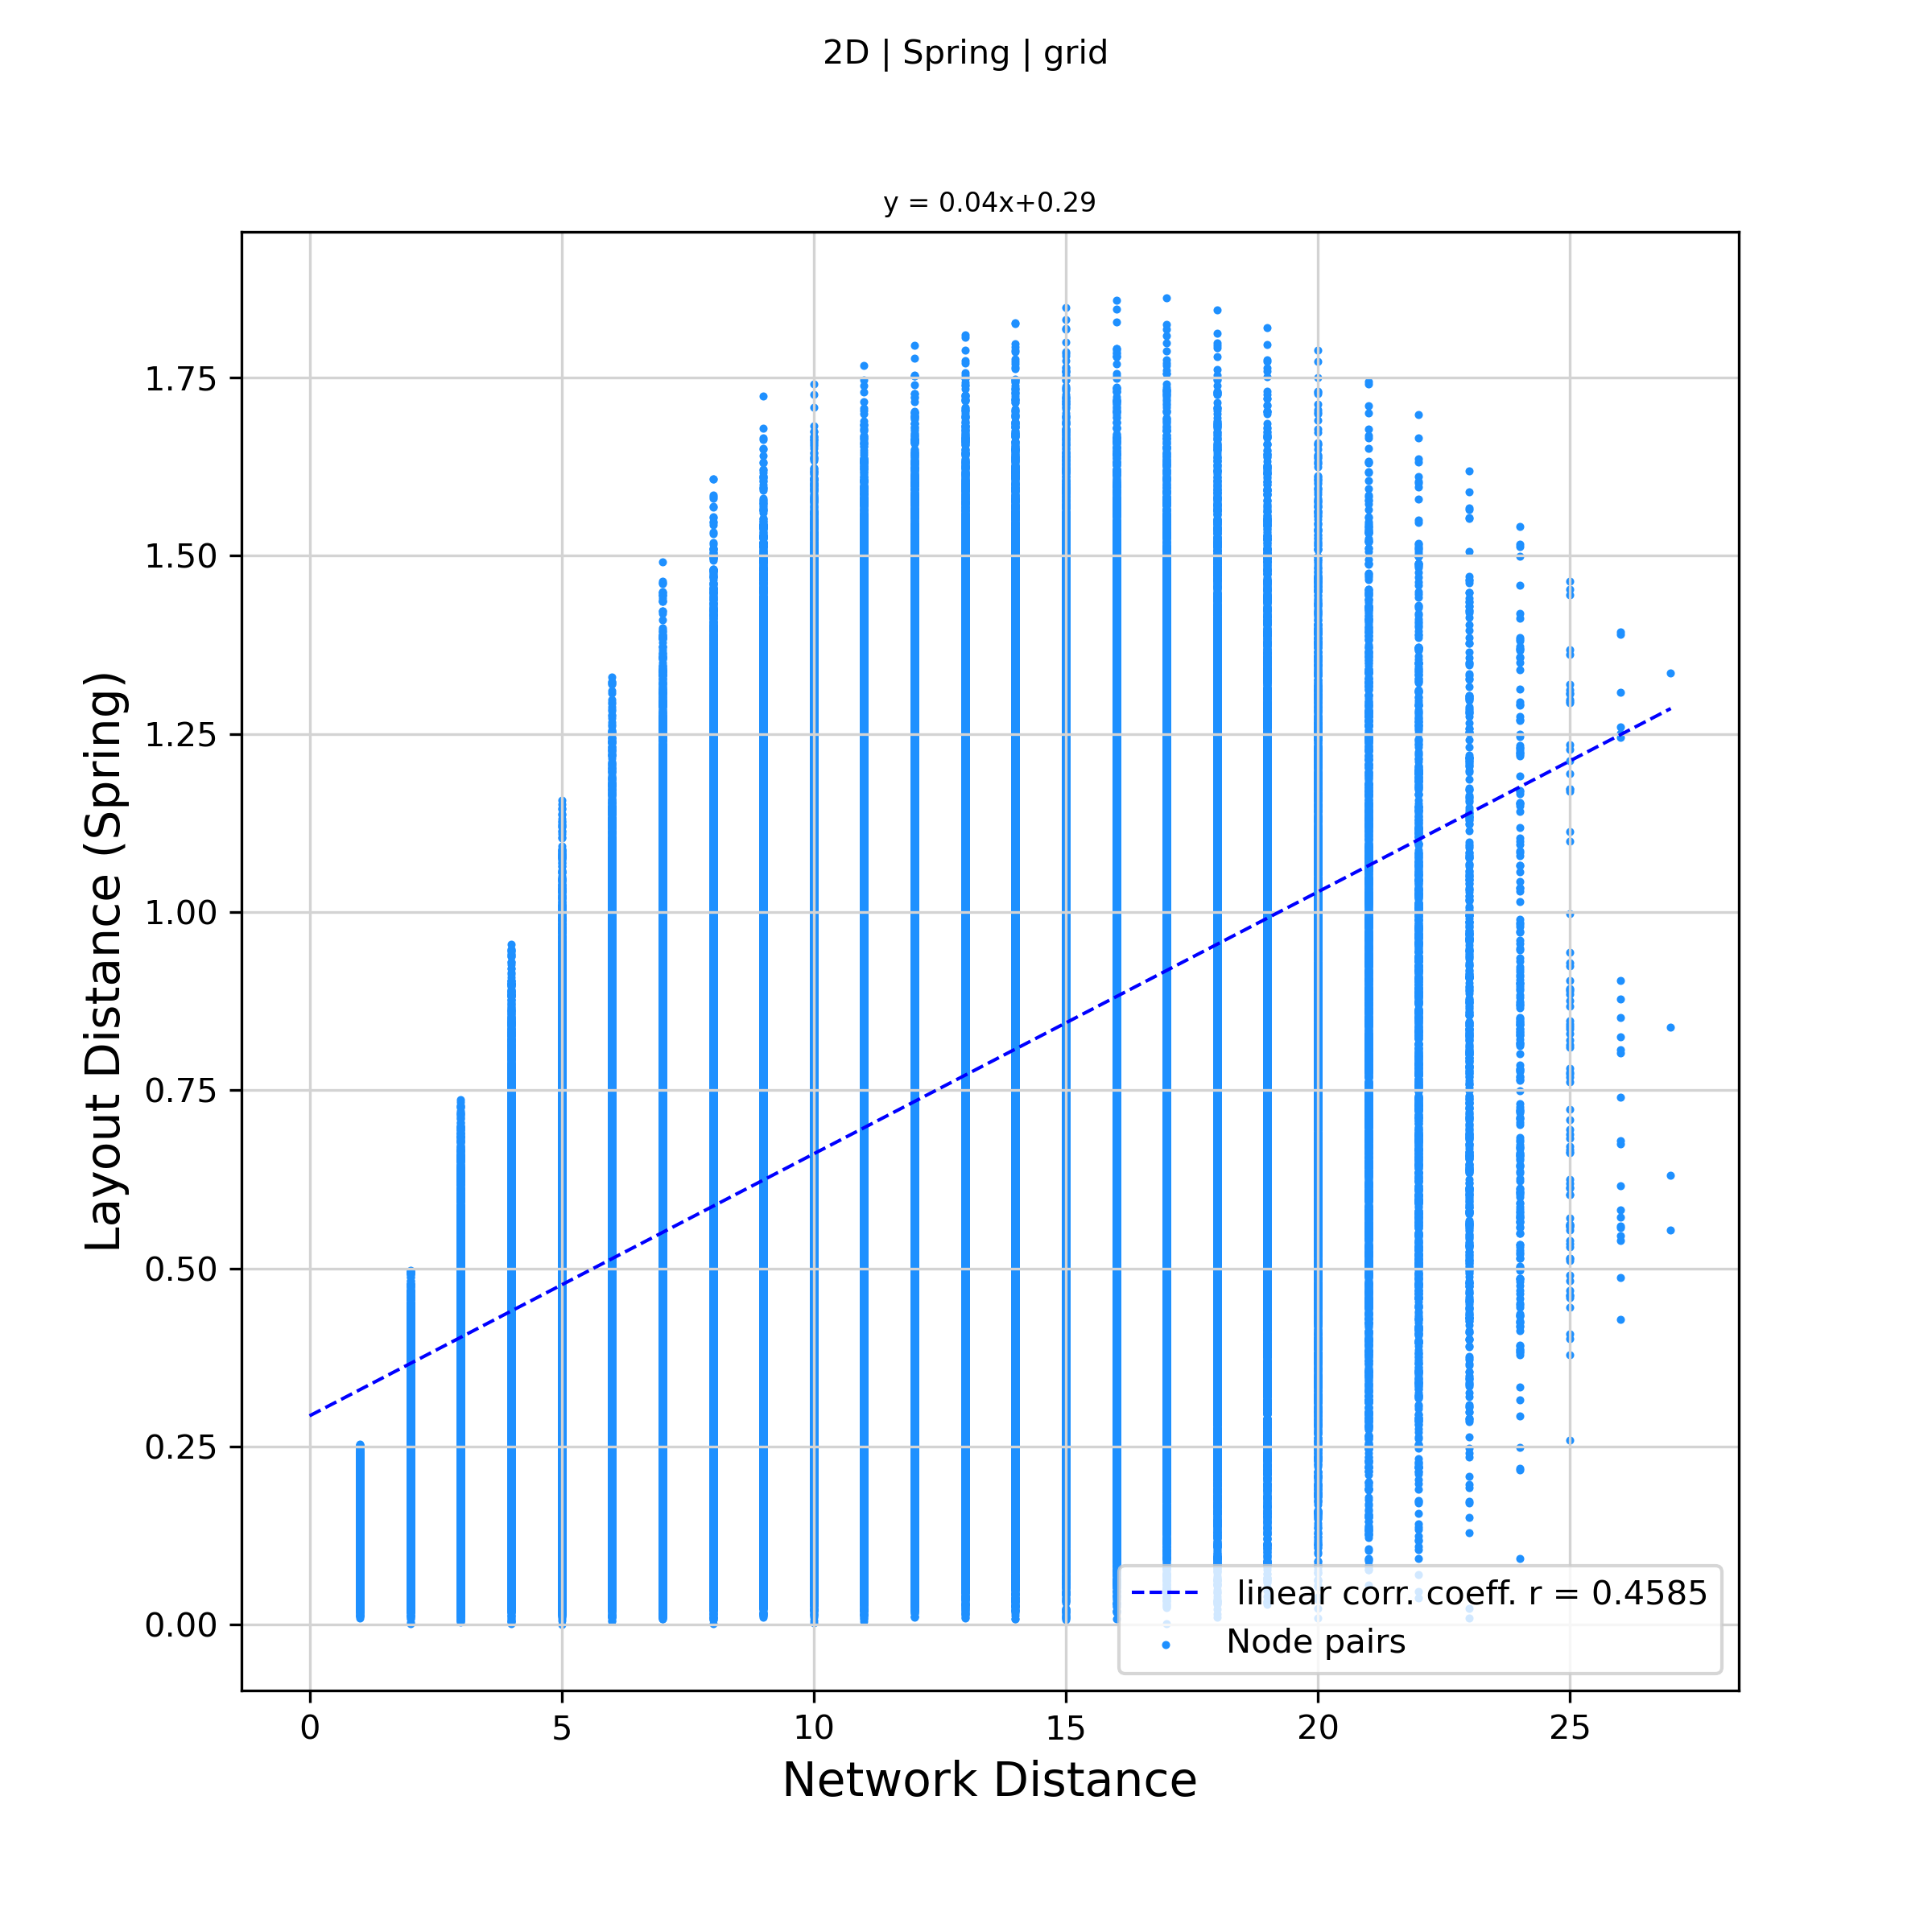 2D | Spring | grid
y = 0.04x+0.29
Layout Distance (Spring)
1.75
1.50
1.25
1.00
0.75
0.50
0.25
0.00
linear corr. coeff. r = 0.4585
Node pairs
0 5 10 15 20 25
Network Distance